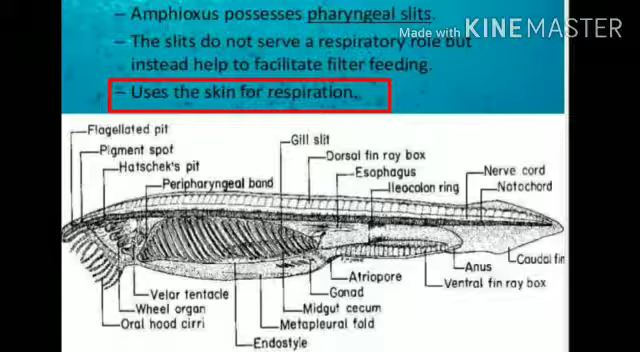 – Amphioxus possesses pharyngeal slits.
– The slits do not serve a respiratory role but
instead help to facilitate filter feeding.
– Uses the skin for respiration.
Made with KINEMASTER
Flagellated pit
Pigment spot
Hatschek's pit
Peripharyngeal band
Gill slit
Dorsal fin ray box
Esophagus
Ileocolon ring
Nerve cord
Notochord
Caudal fin
Anus
Ventral fin ray box
Atriopore
Gonad
Midgut cecum
Metapleural fold
Endostyle
Velar tentacle
Wheel organ
Oral hood cirri